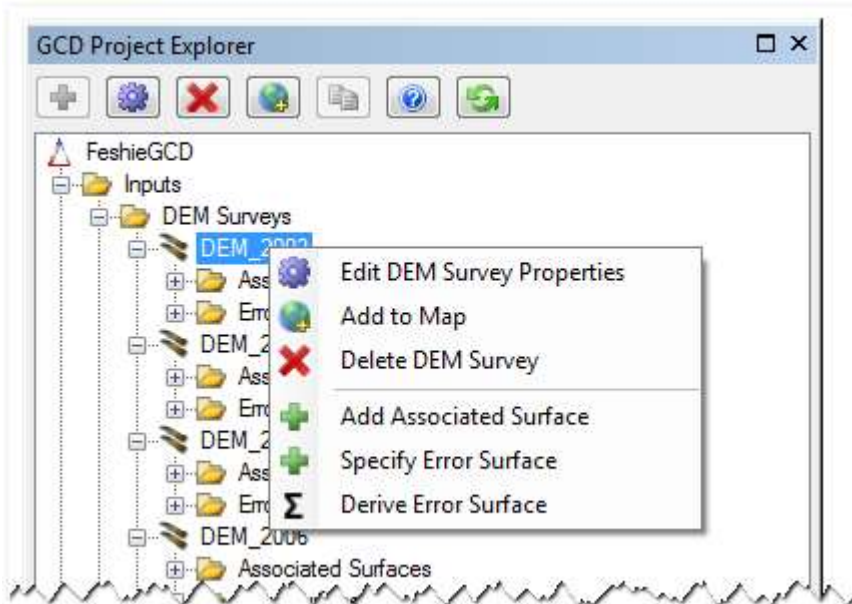 GCD Project Explorer
FeshieGCD
Inputs
DEM Surveys
DEM_2003
Edit DEM Survey Properties
Add to Map
Delete DEM Survey
Add Associated Surface
Specify Error Surface
Derive Error Surface
DEM_2006
Associated Surfaces